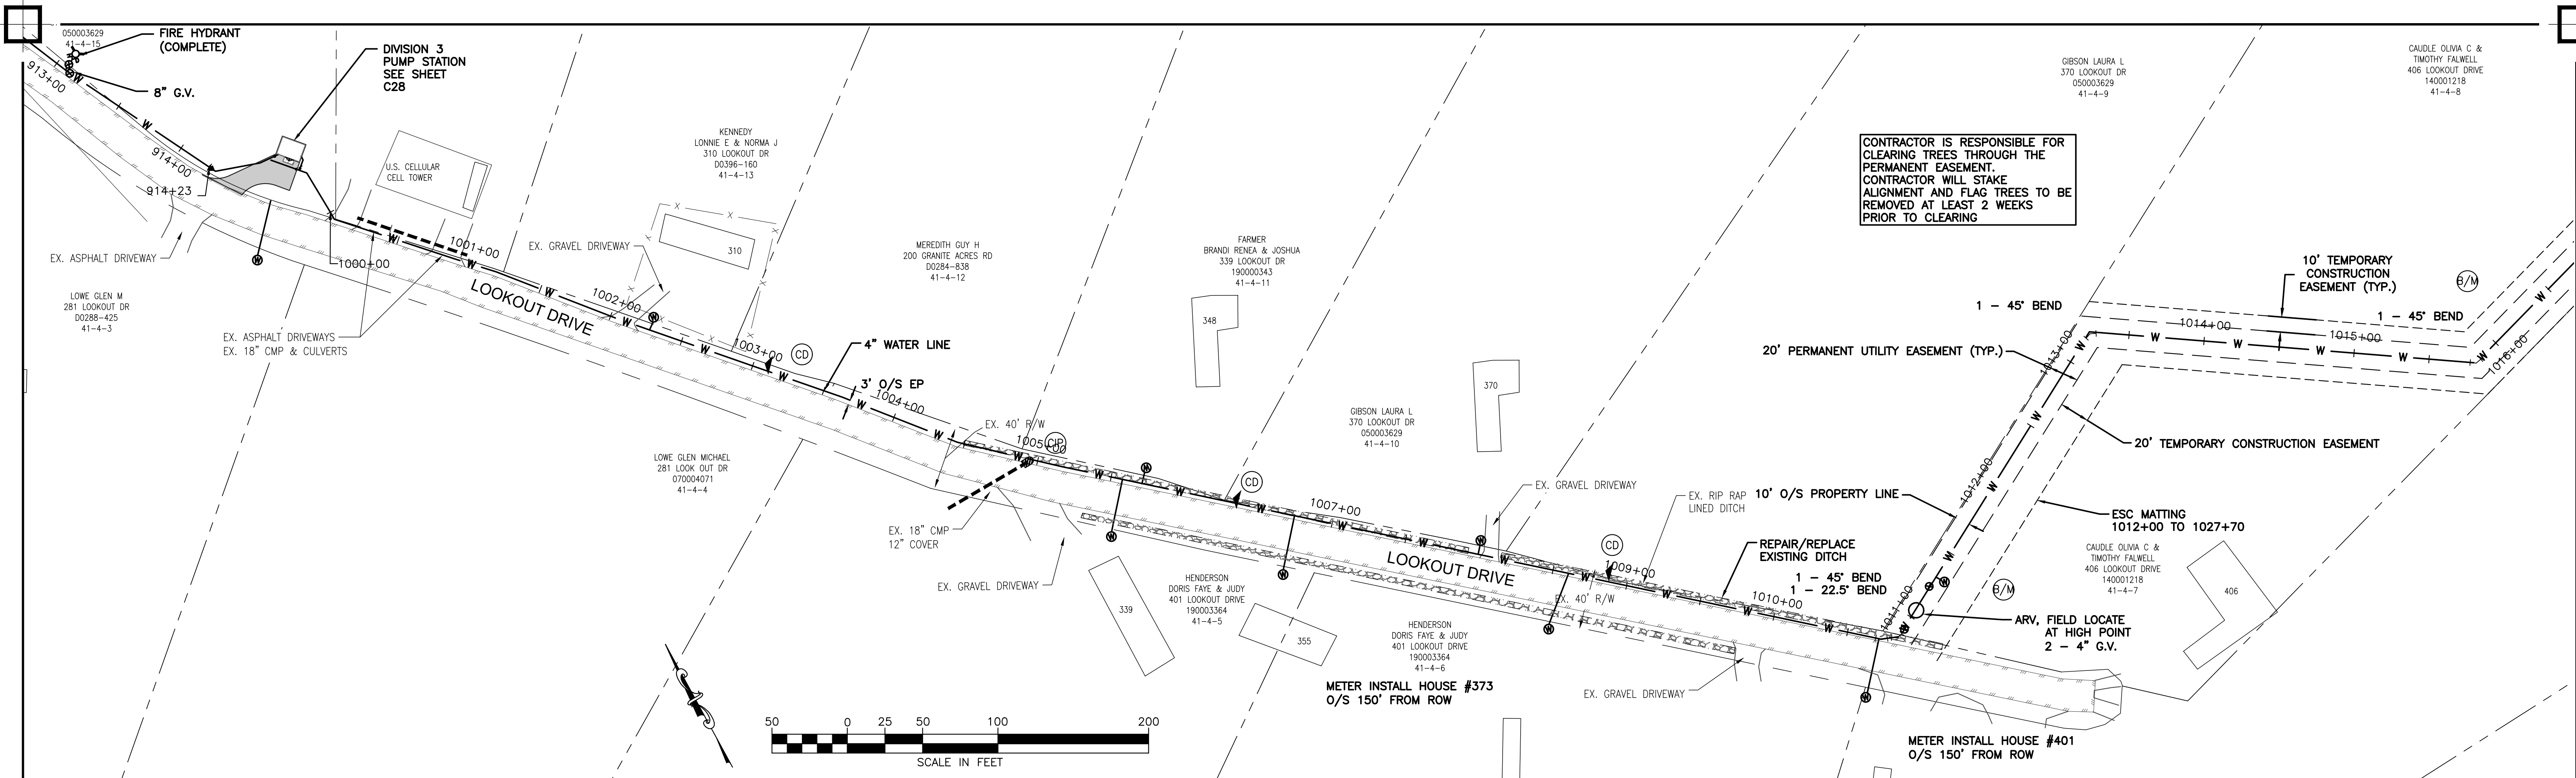 050003629
41-4-15
FIRE HYDRANT
(COMPLETE)
913+00
8" G.V.
DIVISION 3
PUMP STATION
SEE SHEET
C28
914+00
914+23
U.S. CELLULAR
CELL TOWER
KENNEDY
LONNIE E & NORMA J
310 LOOKOUT DR
D0396-160
41-4-13
310
EX. GRAVEL DRIVEWAY
EX. ASPHALT DRIVEWAY
1000+00
1001+00
1002+00
1003+00
LOOKOUT DRIVE
LOWE GLEN M
281 LOOKOUT DR
D0288-425
41-4-3
EX. ASPHALT DRIVEWAYS
EX. 18" CMP & CULVERTS
CD
4" WATER LINE
3' O/S EP
1004+00
MEREDITH GUY H
200 GRANITE ACRES RD
D0284-838
41-4-12
EX. 40' R/W
1005+00
CIP
LOWE GLEN MICHAEL
281 LOOK OUT DR
070004071
41-4-4
EX. 18" CMP
12" COVER
EX. GRAVEL DRIVEWAY
FARMER
BRANDI RENEA & JOSHUA
339 LOOKOUT DR
190000343
41-4-11
348
339
CD
1007+00
HENDERSON
DORIS FAYE & JUDY
401 LOOKOUT DRIVE
190003364
41-4-5
355
GIBSON LAURA L
370 LOOKOUT DR
050003629
41-4-10
370
EX. GRAVEL DRIVEWAY
LOOKOUT DRIVE
CD
1009+00
EX. 40' R/W
EX. RIP RAP
LINED DITCH
HENDERSON
DORIS FAYE & JUDY
401 LOOKOUT DRIVE
190003364
41-4-6
METER INSTALL HOUSE #373
O/S 150' FROM ROW
EX. GRAVEL DRIVEWAY
REPAIR/REPLACE
EXISTING DITCH
1 - 45° BEND
1 - 22.5° BEND
1010+00
1011+00
10' O/S PROPERTY LINE
1012+00
1013+00
GIBSON LAURA L
370 LOOKOUT DR
050003629
41-4-9
CAUDLE OLIVIA C &
TIMOTHY FALWELL
406 LOOKOUT DRIVE
140001218
41-4-8
CONTRACTOR IS RESPONSIBLE FOR
CLEARING TREES THROUGH THE
PERMANENT EASEMENT.
CONTRACTOR WILL STAKE
ALIGNMENT AND FLAG TREES TO BE
REMOVED AT LEAST 2 WEEKS
PRIOR TO CLEARING
1 - 45° BEND
10' TEMPORARY
CONSTRUCTION
EASEMENT (TYP.)
B/M
1 - 45° BEND
1014+00
1015+00
1016+00
20' PERMANENT UTILITY EASEMENT (TYP.)
20' TEMPORARY CONSTRUCTION EASEMENT
ESC MATTING
1012+00 TO 1027+70
CAUDLE OLIVIA C &
TIMOTHY FALWELL
406 LOOKOUT DRIVE
140001218
41-4-7
406
B/M
ARV, FIELD LOCATE
AT HIGH POINT
2 - 4" G.V.
METER INSTALL HOUSE #401
O/S 150' FROM ROW
50 0 25 50 100 200
SCALE IN FEET